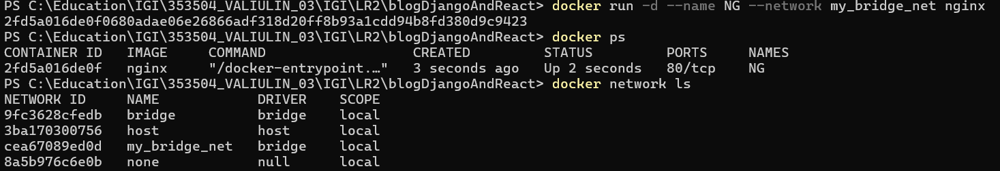 PS C:\Education\IGI\353504_VALIULIN_03\IGI\LR2\blogDjangoAndReact> docker run -d --name NG --network my_bridge_net nginx
2fd5a016de0f0680adae06e26866adf318d20ff8b93a1cdd94b8fd380d9c9423
PS C:\Education\IGI\353504_VALIULIN_03\IGI\LR2\blogDjangoAndReact> docker ps
CONTAINER ID   IMAGE     COMMAND                  CREATED         STATUS         PORTS     NAMES
2fd5a016de0f   nginx     "/docker-entrypoint.…"   3 seconds ago   Up 2 seconds   80/tcp    NG
PS C:\Education\IGI\353504_VALIULIN_03\IGI\LR2\blogDjangoAndReact> docker network ls
NETWORK ID     NAME            DRIVER    SCOPE
9fc3628cfedb   bridge          bridge    local
3ba170300756   host            host      local
cea67089ed0d   my_bridge_net   bridge    local
8a5b976c6e0b   none            null      local